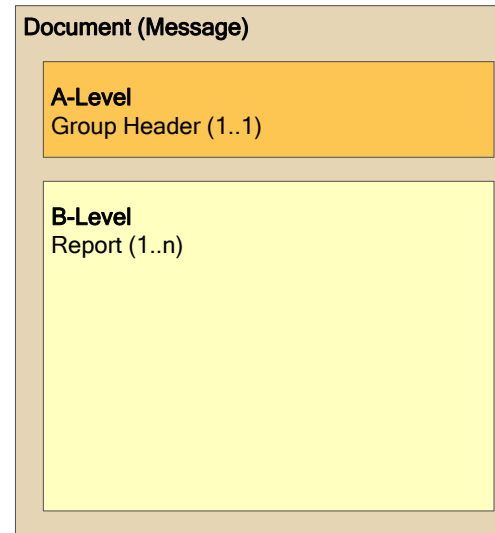 Document (Message)
A-Level
Group Header (1..1)
B-Level
Report (1..n)